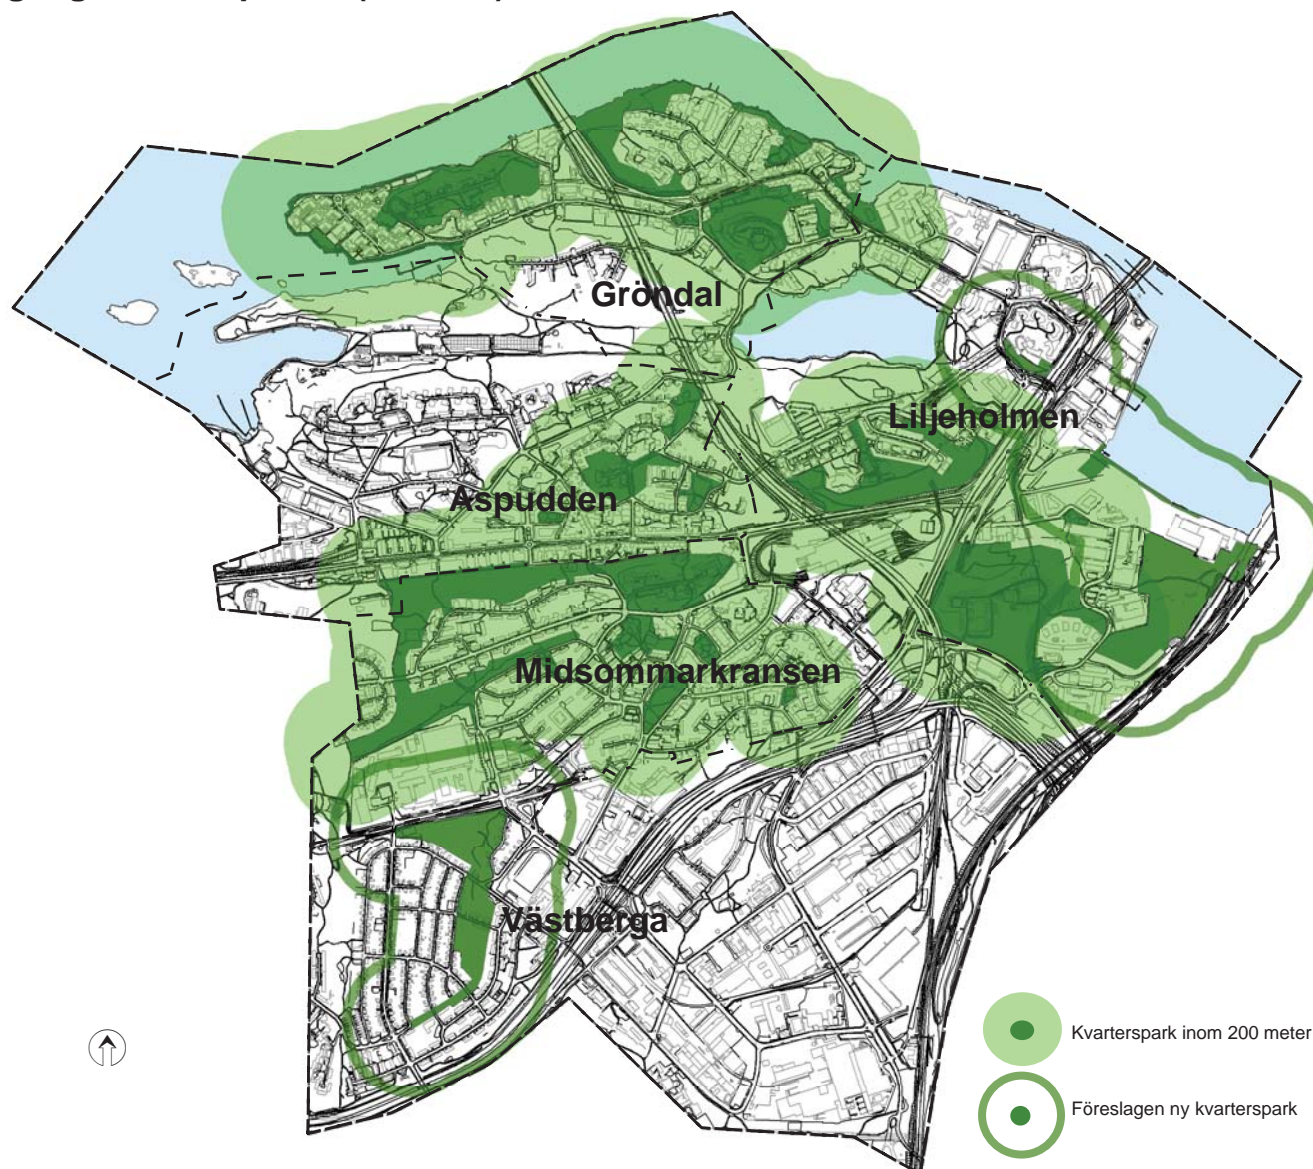 Gröndal
Liljeholmen
Aspudden
Midsommarkransen
Västberga
Kvarterspark inom 200 meter
Föreslagen ny kvarterspark